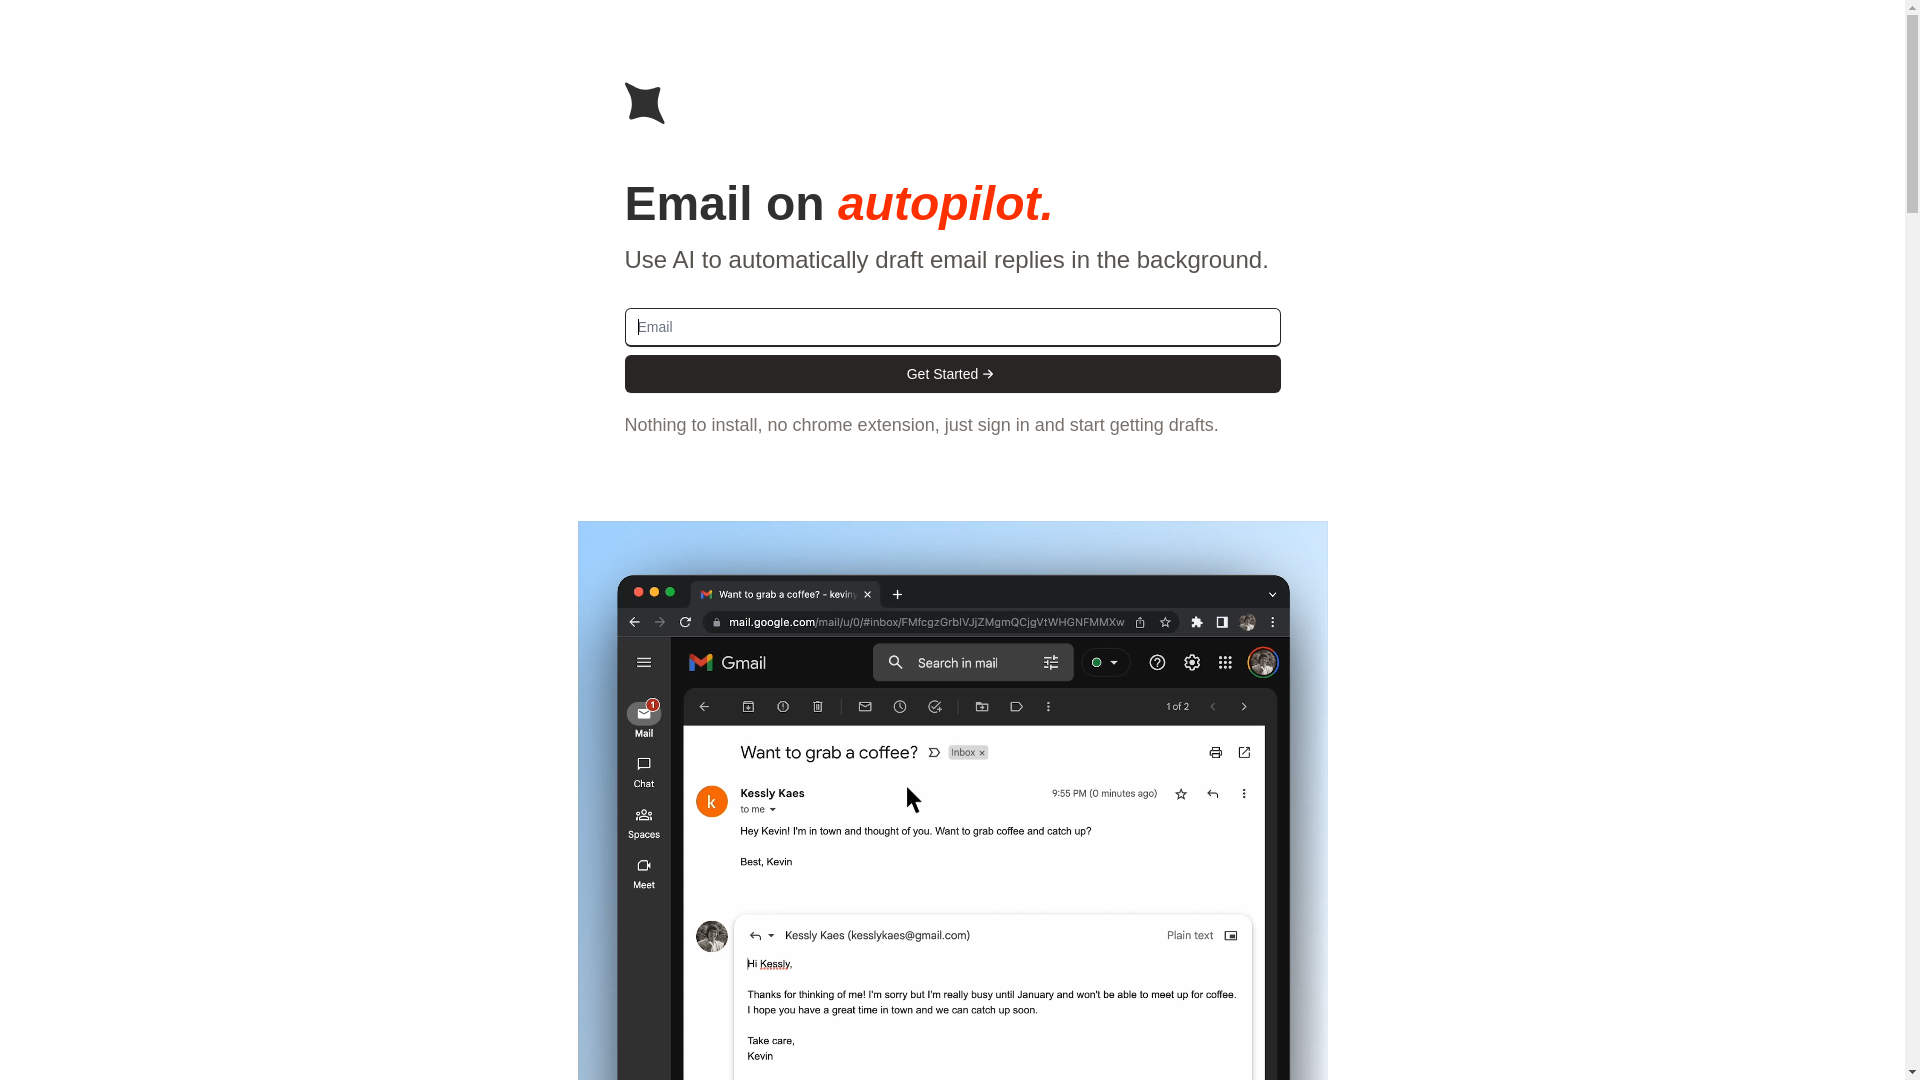 Email on autopilot.
Use AI to automatically draft email replies in the background.
Email
Get Started →
Nothing to install, no chrome extension, just sign in and start getting drafts.
Want to grab a coffee? - keviny
mail.google.com/mail/u/0/#inbox/FMfcgzGrblVJjZMgmQCjgVtWHGNFMMXw
Gmail
Search in mail
1
Mail
1 of 2
Want to grab a coffee?
Inbox ×
Chat
k
Kessly Kaes
9:55 PM (0 minutes ago)
to me
Spaces
Hey Kevin! I'm in town and thought of you. Want to grab coffee and catch up?
Best, Kevin
Meet
Kessly Kaes (kesslykaes@gmail.com)
Plain text
Hi Kessly,
Thanks for thinking of me! I'm sorry but I'm really busy until January and won't be able to meet up for coffee.
I hope you have a great time in town and we can catch up soon.
Take care,
Kevin